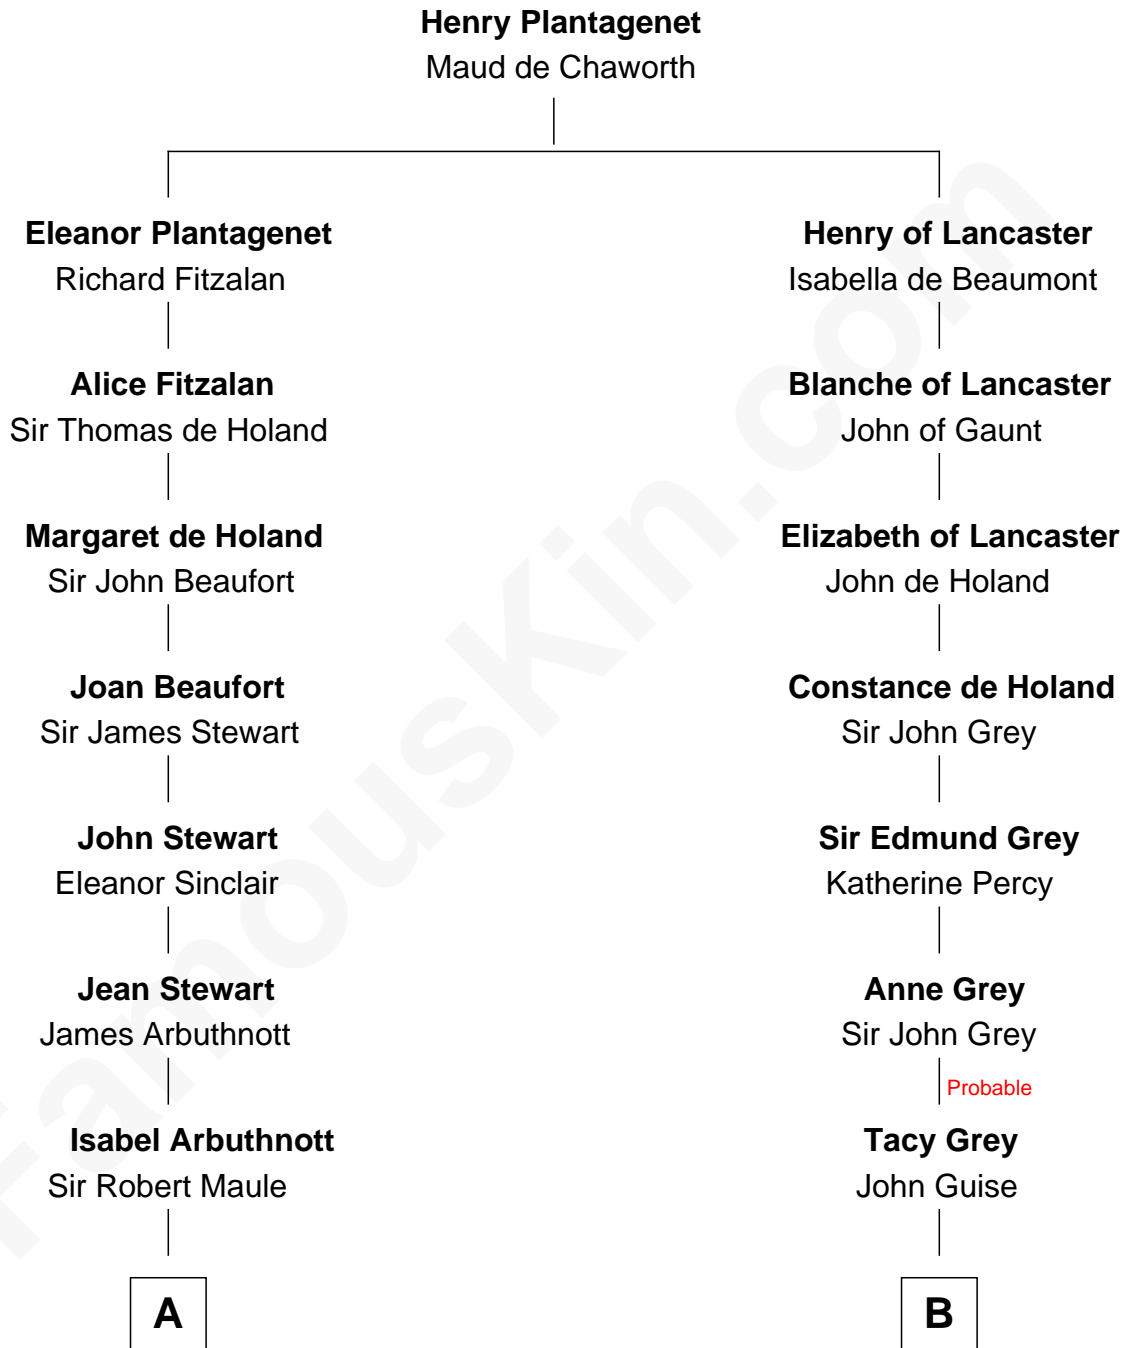 Henry Plantagenet
Maud de Chaworth
Eleanor Plantagenet
Richard Fitzalan
Henry of Lancaster
Isabella de Beaumont
Alice Fitzalan
Sir Thomas de Holand
Blanche of Lancaster
John of Gaunt
Margaret de Holand
Sir John Beaufort
Elizabeth of Lancaster
John de Holand
Joan Beaufort
Sir James Stewart
Constance de Holand
Sir John Grey
John Stewart
Eleanor Sinclair
Sir Edmund Grey
Katherine Percy
Jean Stewart
James Arbuthnott
Anne Grey
Sir John Grey
Probable
Isabel Arbuthnott
Sir Robert Maule
Tacy Grey
John Guise
A
B
FamousKin.com